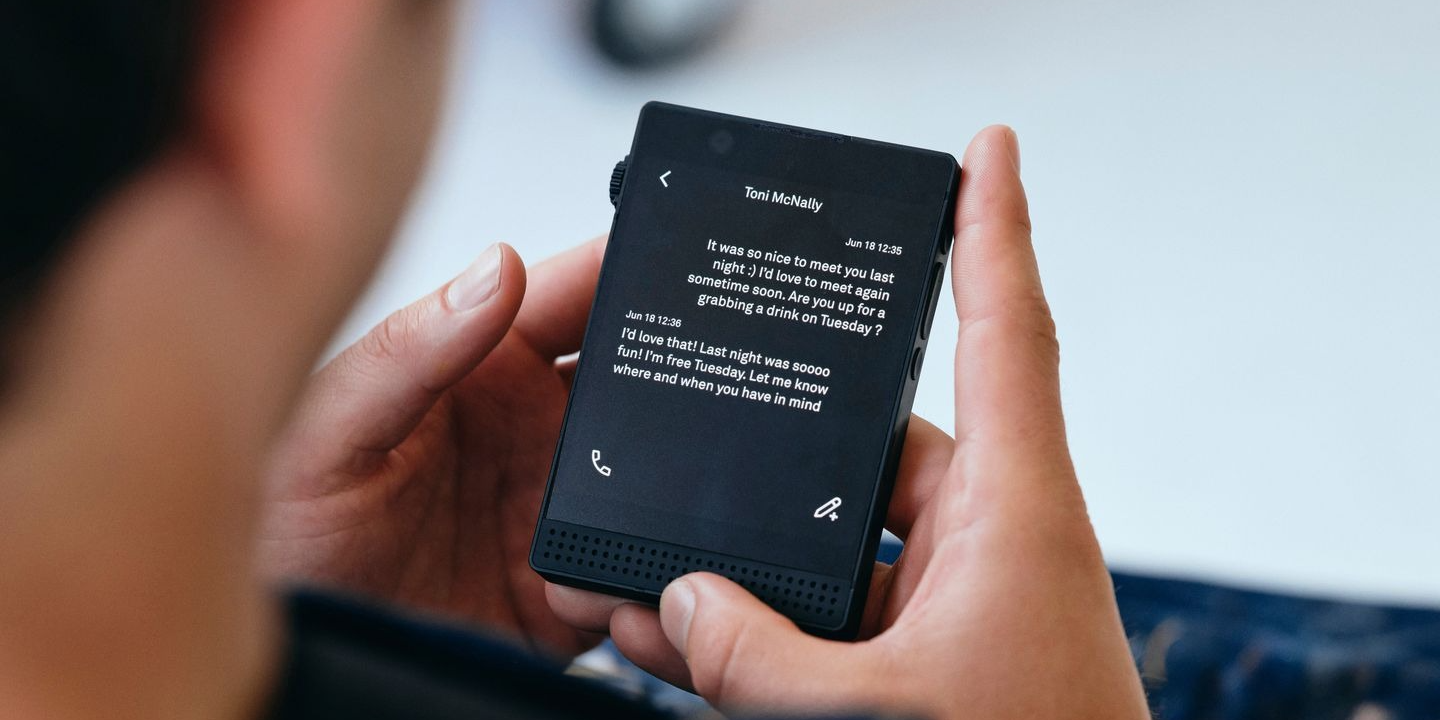 Toni McNally
Jun 18 12:35
It was so nice to meet you last
night :) I'd love to meet again
sometime soon. Are you up for a
grabbing a drink on Tuesday ?
Jun 18 12:36
I'd love that! Last night was soooo
fun! I'm free Tuesday. Let me know
where and when you have in mind